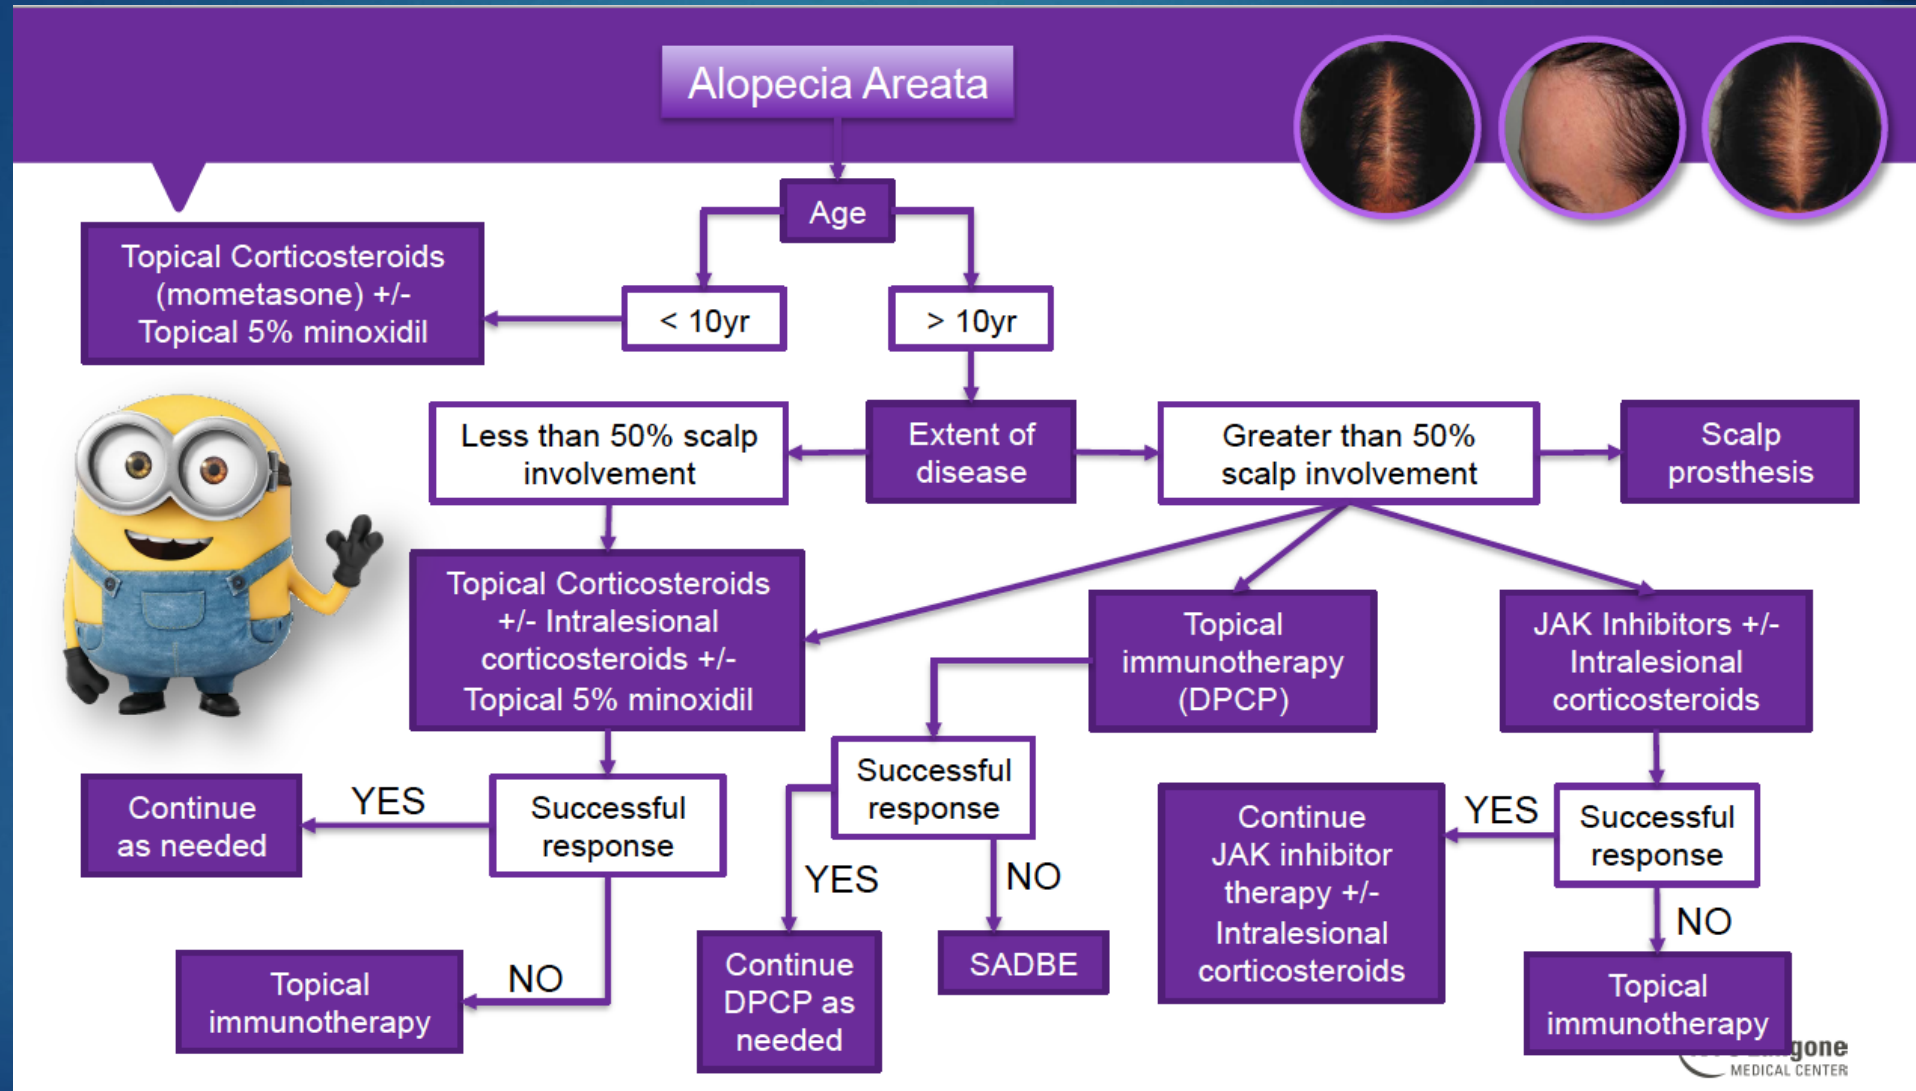 Alopecia Areata
Age
Topical Corticosteroids
(mometasone) +/-
Topical 5% minoxidil
< 10yr
> 10yr
Less than 50% scalp
involvement
Extent of
disease
Greater than 50%
scalp involvement
Scalp
prosthesis
Topical Corticosteroids
+/- Intralesional
corticosteroids +/-
Topical 5% minoxidil
Topical
immunotherapy
(DPCP)
JAK Inhibitors +/-
Intralesional
corticosteroids
Continue
as needed
YES
Successful
response
NO
Topical
immunotherapy
Successful
response
YES
NO
Continue
DPCP as
needed
SADBE
Continue
JAK inhibitor
therapy +/-
Intralesional
corticosteroids
YES
Successful
response
NO
Topical
immunotherapy
MEDICAL CENTER